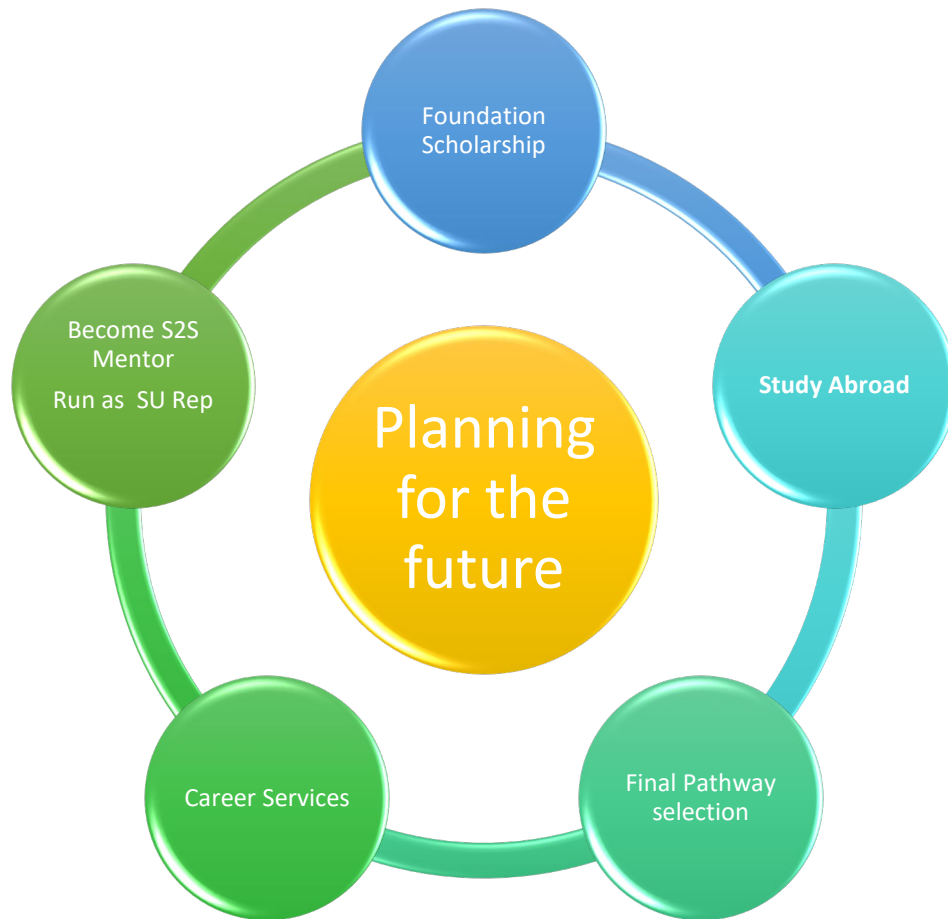 Foundation
Scholarship
Study Abroad
Final Pathway
selection
Career Services
Become S2S
Mentor
Run as  SU Rep
Planning
for the
future